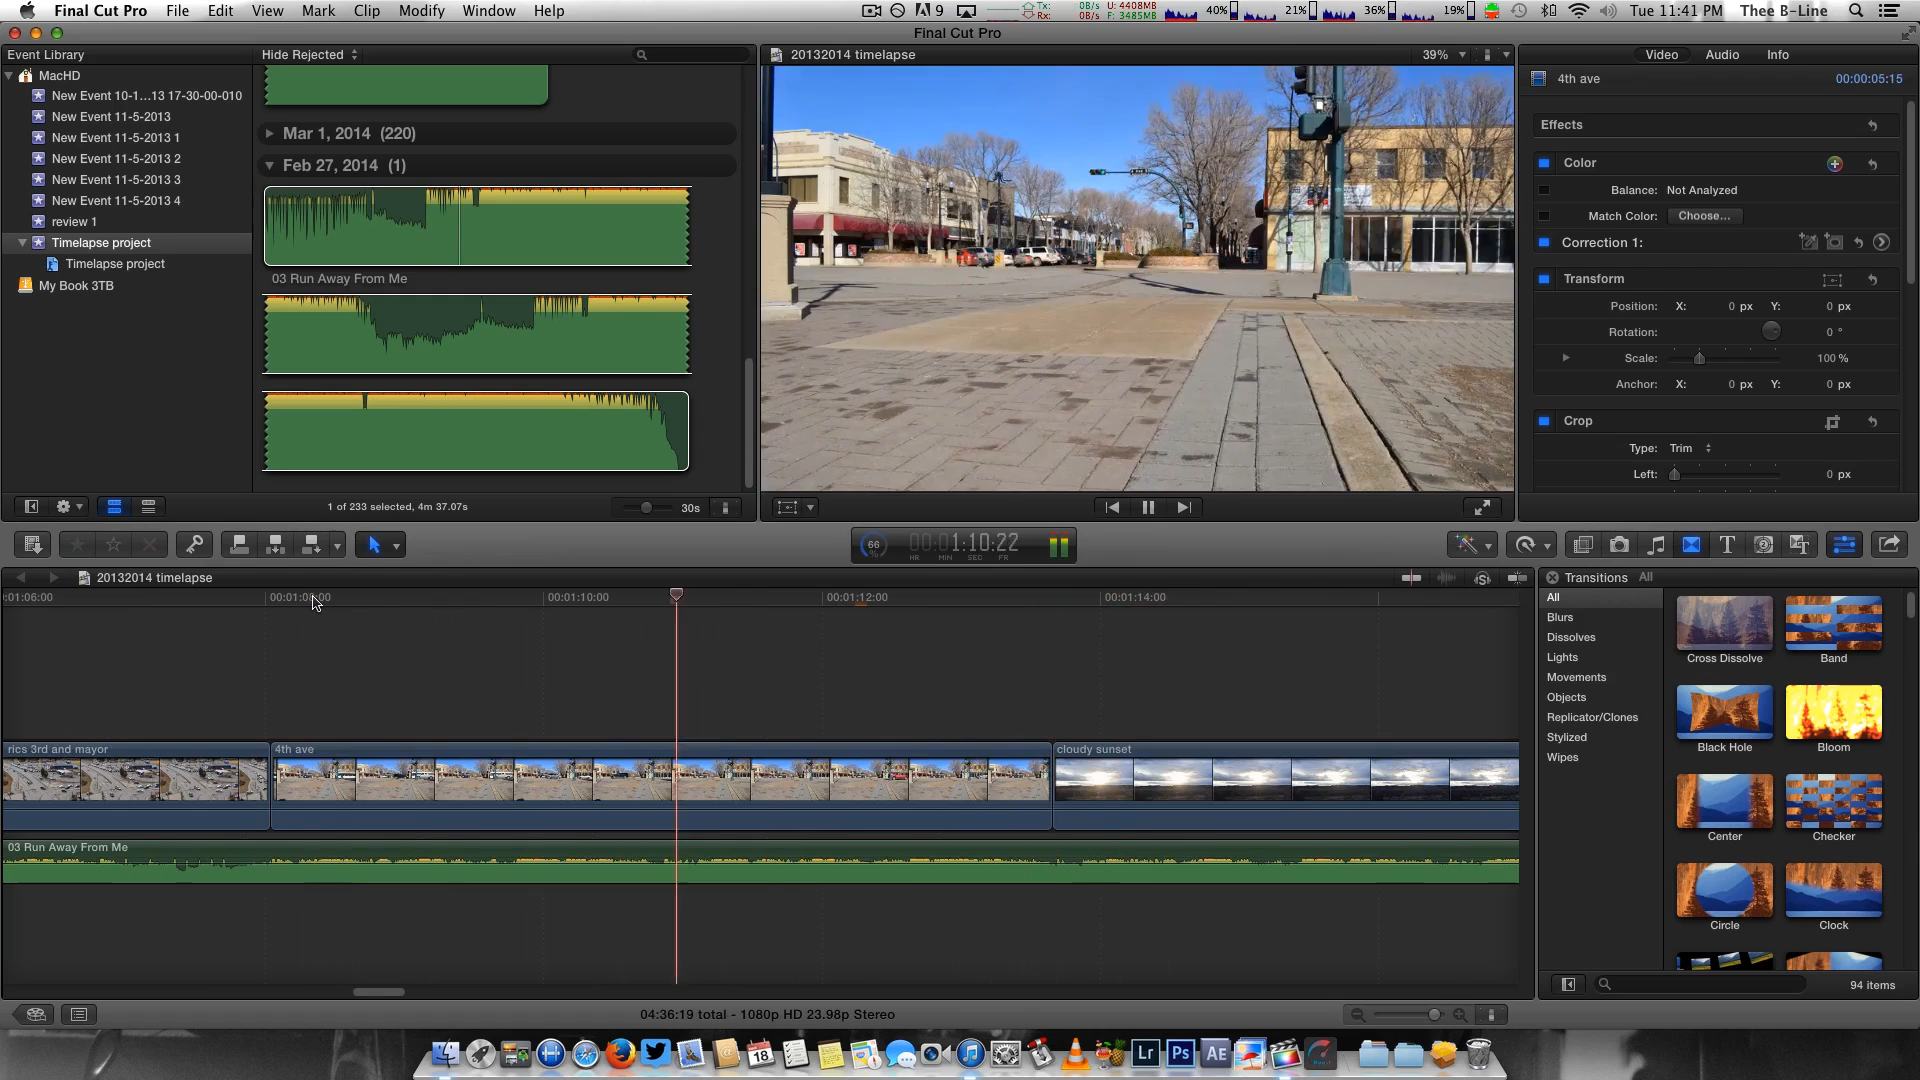 Final Cut Pro File Edit View Mark Clip Modify Window Help
9 Tx: 0B/s Rx: 0B/s U: 4408MB F: 3485MB 40% 21% 36% 19% Tue 11:41 PM Thee B-Line
Final Cut Pro
Event Library
Hide Rejected
20132014 timelapse
39%
Video Audio Info
MacHD
New Event 10-1...13 17-30-00-010
New Event 11-5-2013
New Event 11-5-2013 1
New Event 11-5-2013 2
New Event 11-5-2013 3
New Event 11-5-2013 4
review 1
Timelapse project
Timelapse project
My Book 3TB
Mar 1, 2014 (220)
Feb 27, 2014 (1)
03 Run Away From Me
1 of 233 selected, 4m 37.07s
30s
4th ave
00:00:05:15
Effects
Color
Balance: Not Analyzed
Match Color: Choose...
Correction 1:
Transform
Position: X: 0 px Y: 0 px
Rotation: 0 °
Scale: 100 %
Anchor: X: 0 px Y: 0 px
Crop
Type: Trim
Left: 0 px
66 %
00:01:10:22
HR MIN SEC FR
20132014 timelapse
00:01:06:00
00:01:10:00
00:01:12:00
00:01:14:00
rics 3rd and mayor
4th ave
cloudy sunset
03 Run Away From Me
Transitions All
All
Blurs
Dissolves
Lights
Movements
Objects
Replicator/Clones
Stylized
Wipes
Cross Dissolve
Band
Black Hole
Bloom
Center
Checker
Circle
Clock
94 items
04:36:19 total - 1080p HD 23.98p Stereo
18
Lr
Ps
AE